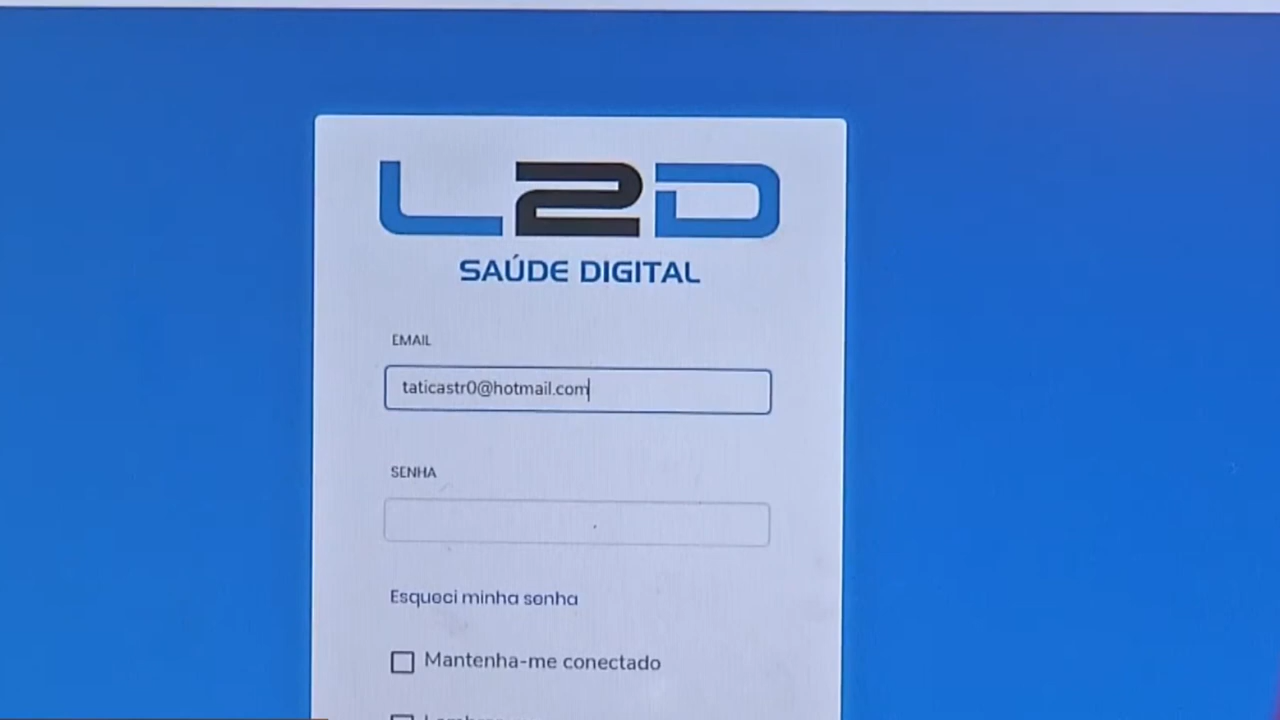 L2D
SAÚDE DIGITAL
EMAIL
taticastr0@hotmail.com
SENHA
Esqueci minha senha
Mantenha-me conectado